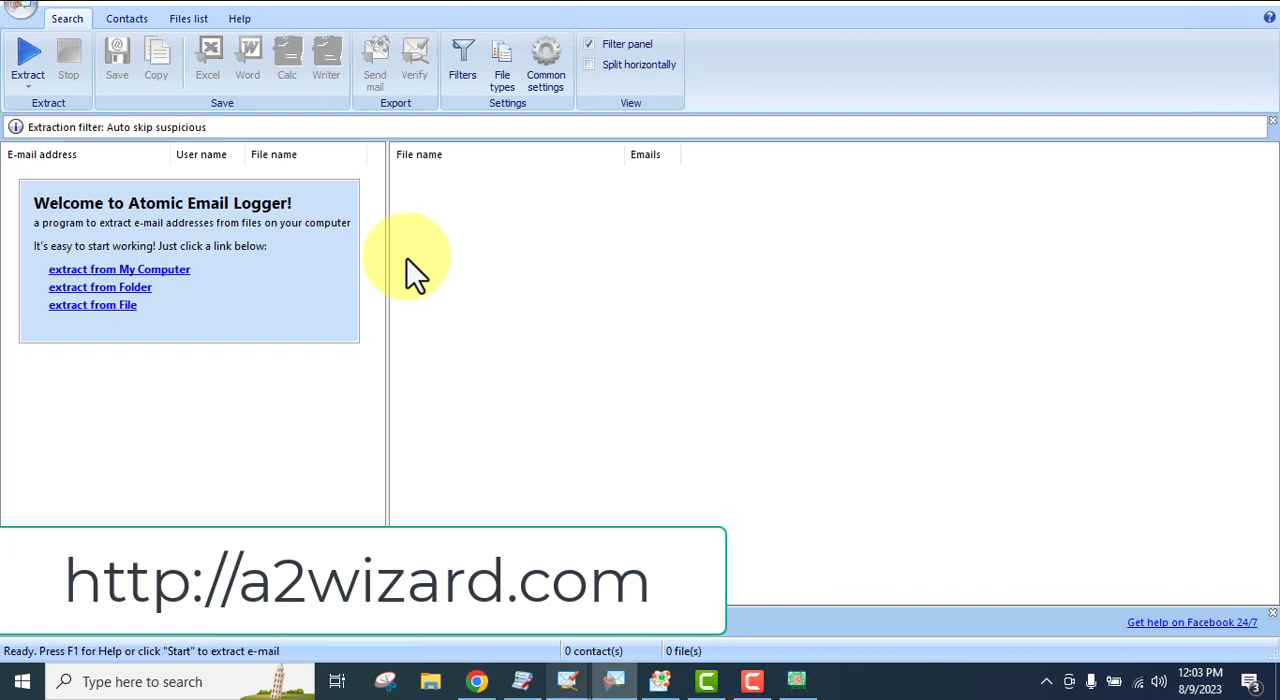 Search Contacts Files list Help
Extract Stop Save Copy Excel Word Calc Writer Send mail Verify Filters File types Common settings
Filter panel
Split horizontally
Extract Save Export Settings View
Extraction filter: Auto skip suspicious
E-mail address User name File name File name Emails
Welcome to Atomic Email Logger!
a program to extract e-mail addresses from files on your computer
It's easy to start working! Just click a link below:
extract from My Computer
extract from Folder
extract from File
http://a2wizard.com
Get help on Facebook 24/7
Ready. Press F1 for Help or click "Start" to extract e-mail 0 contact(s) 0 file(s)
Type here to search
12:03 PM
8/9/2023
3